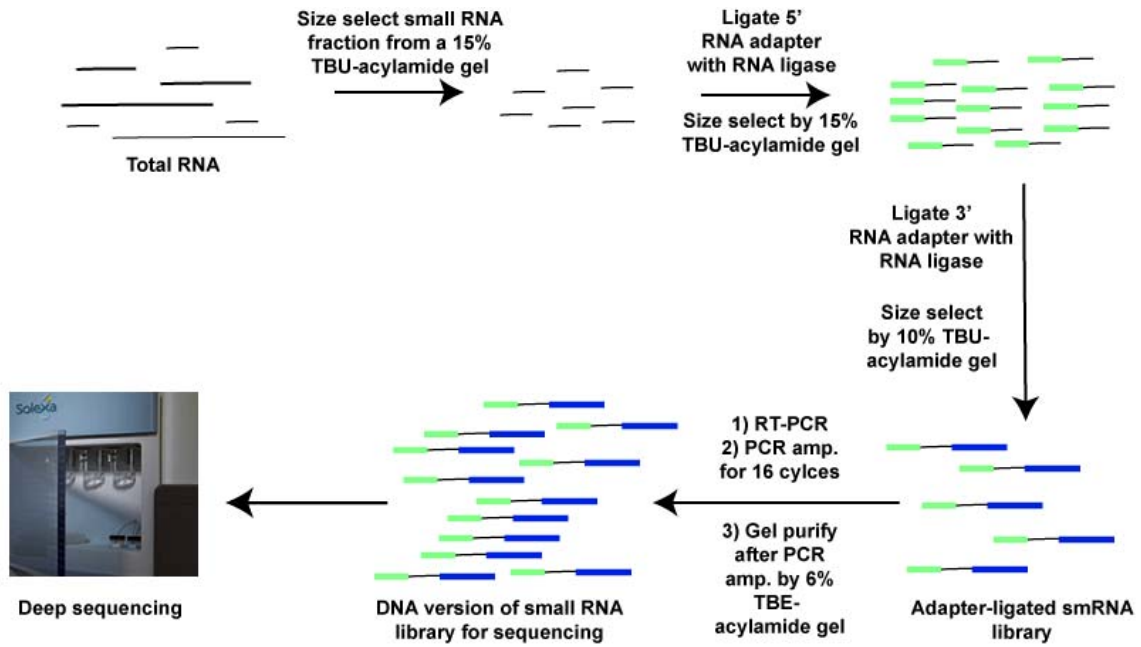 Size select small RNA
fraction from a 15%
TBU-acylamide gel
Ligate 5’
RNA adapter
with RNA ligase
Size select by 15%
TBU-acylamide gel
Total RNA
Ligate 3’
RNA adapter with
RNA ligase
Size select
by 10% TBU-
acylamide gel
1) RT-PCR
2) PCR amp.
for 16 cylces
3) Gel purify
after PCR
amp. by 6%
TBE-
acylamide gel
Solexa
Deep sequencing
DNA version of small RNA
library for sequencing
Adapter-ligated smRNA
library